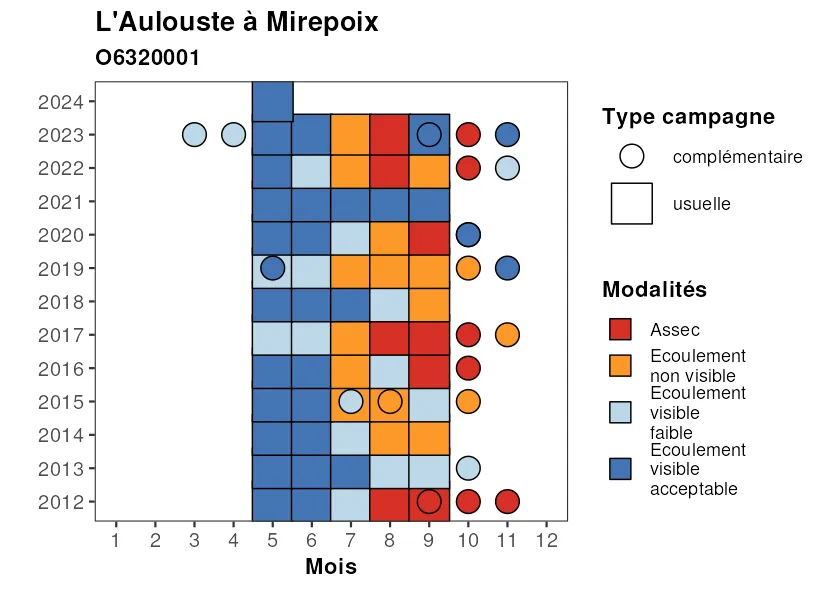 L'Aulouste à Mirepoix
O6320001
2024
2023
2022
2021
2020
2019
2018
2017
2016
2015
2014
2013
2012
1 2 3 4 5 6 7 8 9 10 11 12
Mois
Type campagne
complémentaire
usuelle
Modalités
Assec
Ecoulement
non visible
Ecoulement
visible
faible
Ecoulement
visible
acceptable